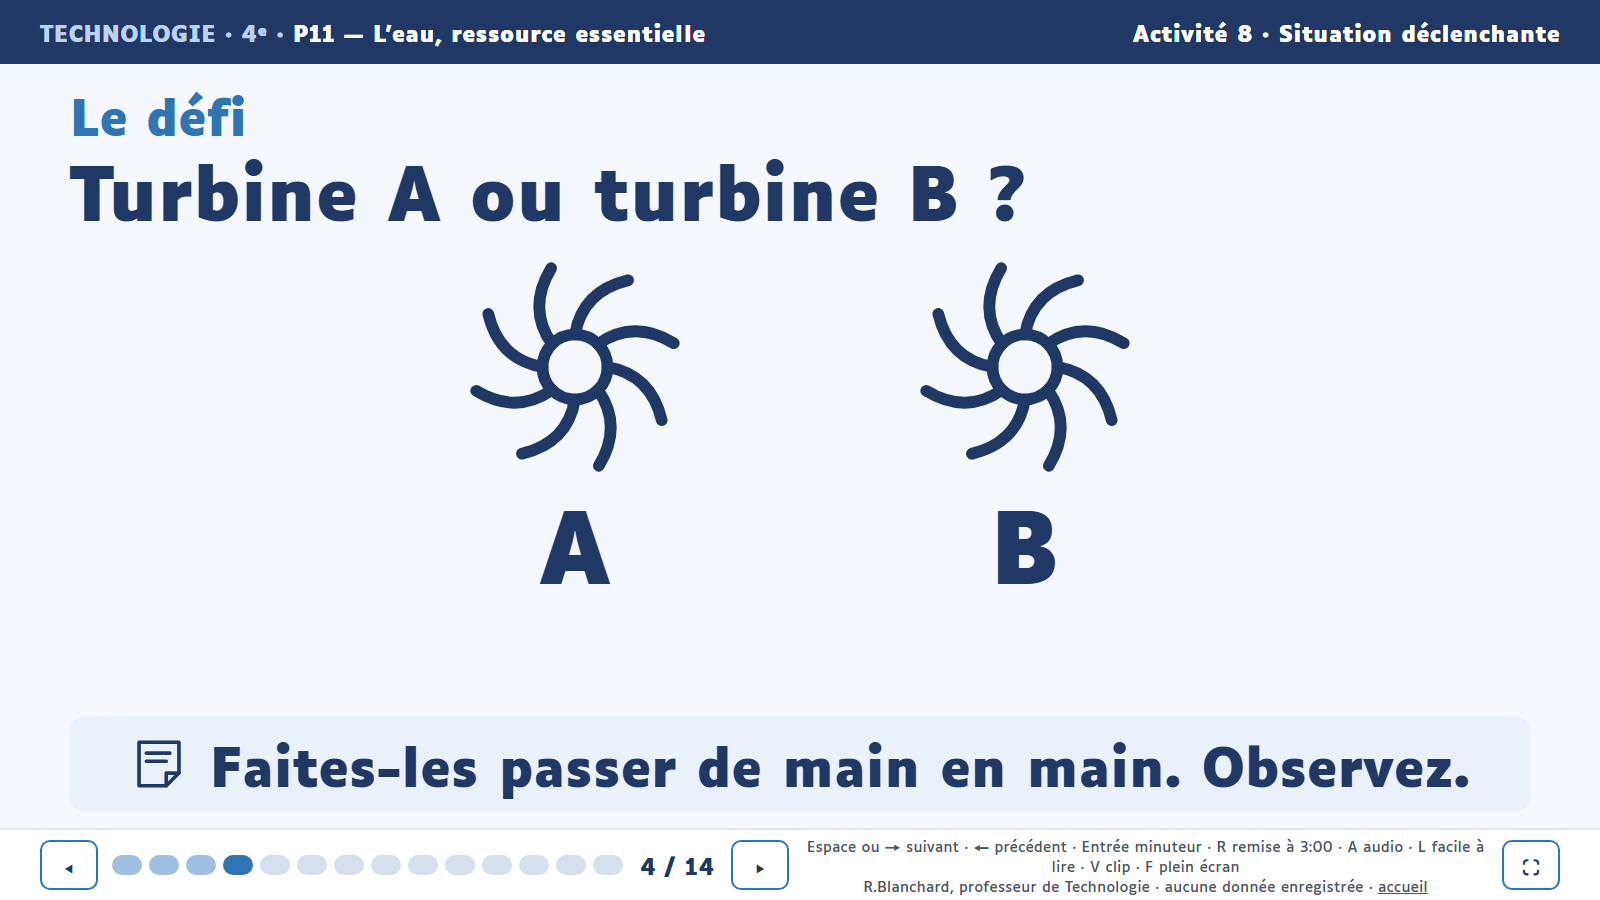 TECHNOLOGIE · 4ᵉ · P11 — L’eau, ressource essentielle
Activité 8 · Situation déclenchante
Le défi
Turbine A ou turbine B ?
A
B
Faites-les passer de main en main. Observez.
4 / 14
Espace ou → suivant · ← précédent · Entrée minuteur · R remise à 3:00 · A audio · L facile à
lire · V clip · F plein écran
R.Blanchard, professeur de Technologie · aucune donnée enregistrée · accueil